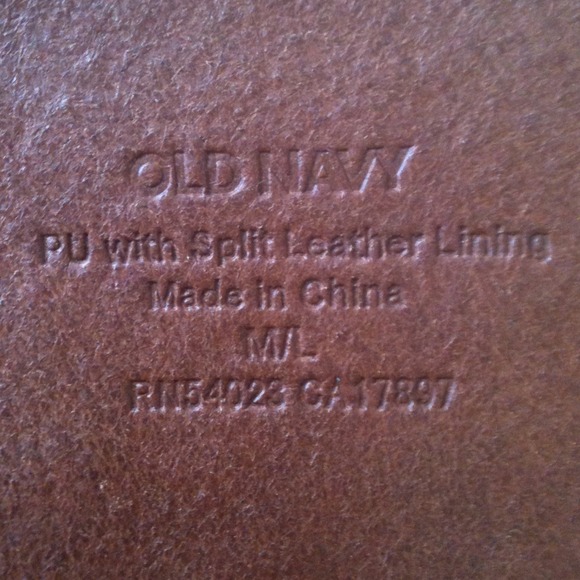 OLD NAVY
PU with Split Leather Lining
Made in China
M/L
RN54023 CA17897